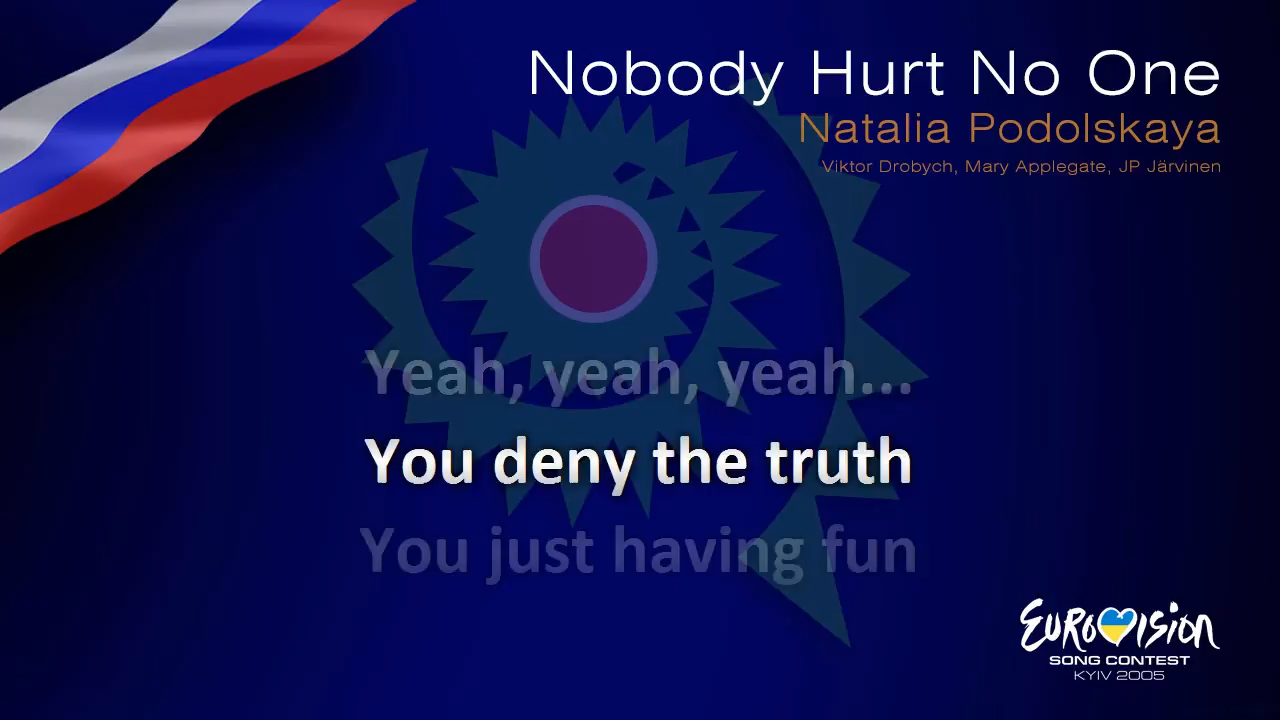 Nobody Hurt No One
Natalia Podolskaya
Viktor Drobych, Mary Applegate, JP Järvinen
Yeah, yeah, yeah...
You deny the truth
You just having fun
EUROVISION
SONG CONTEST
KYIV 2005